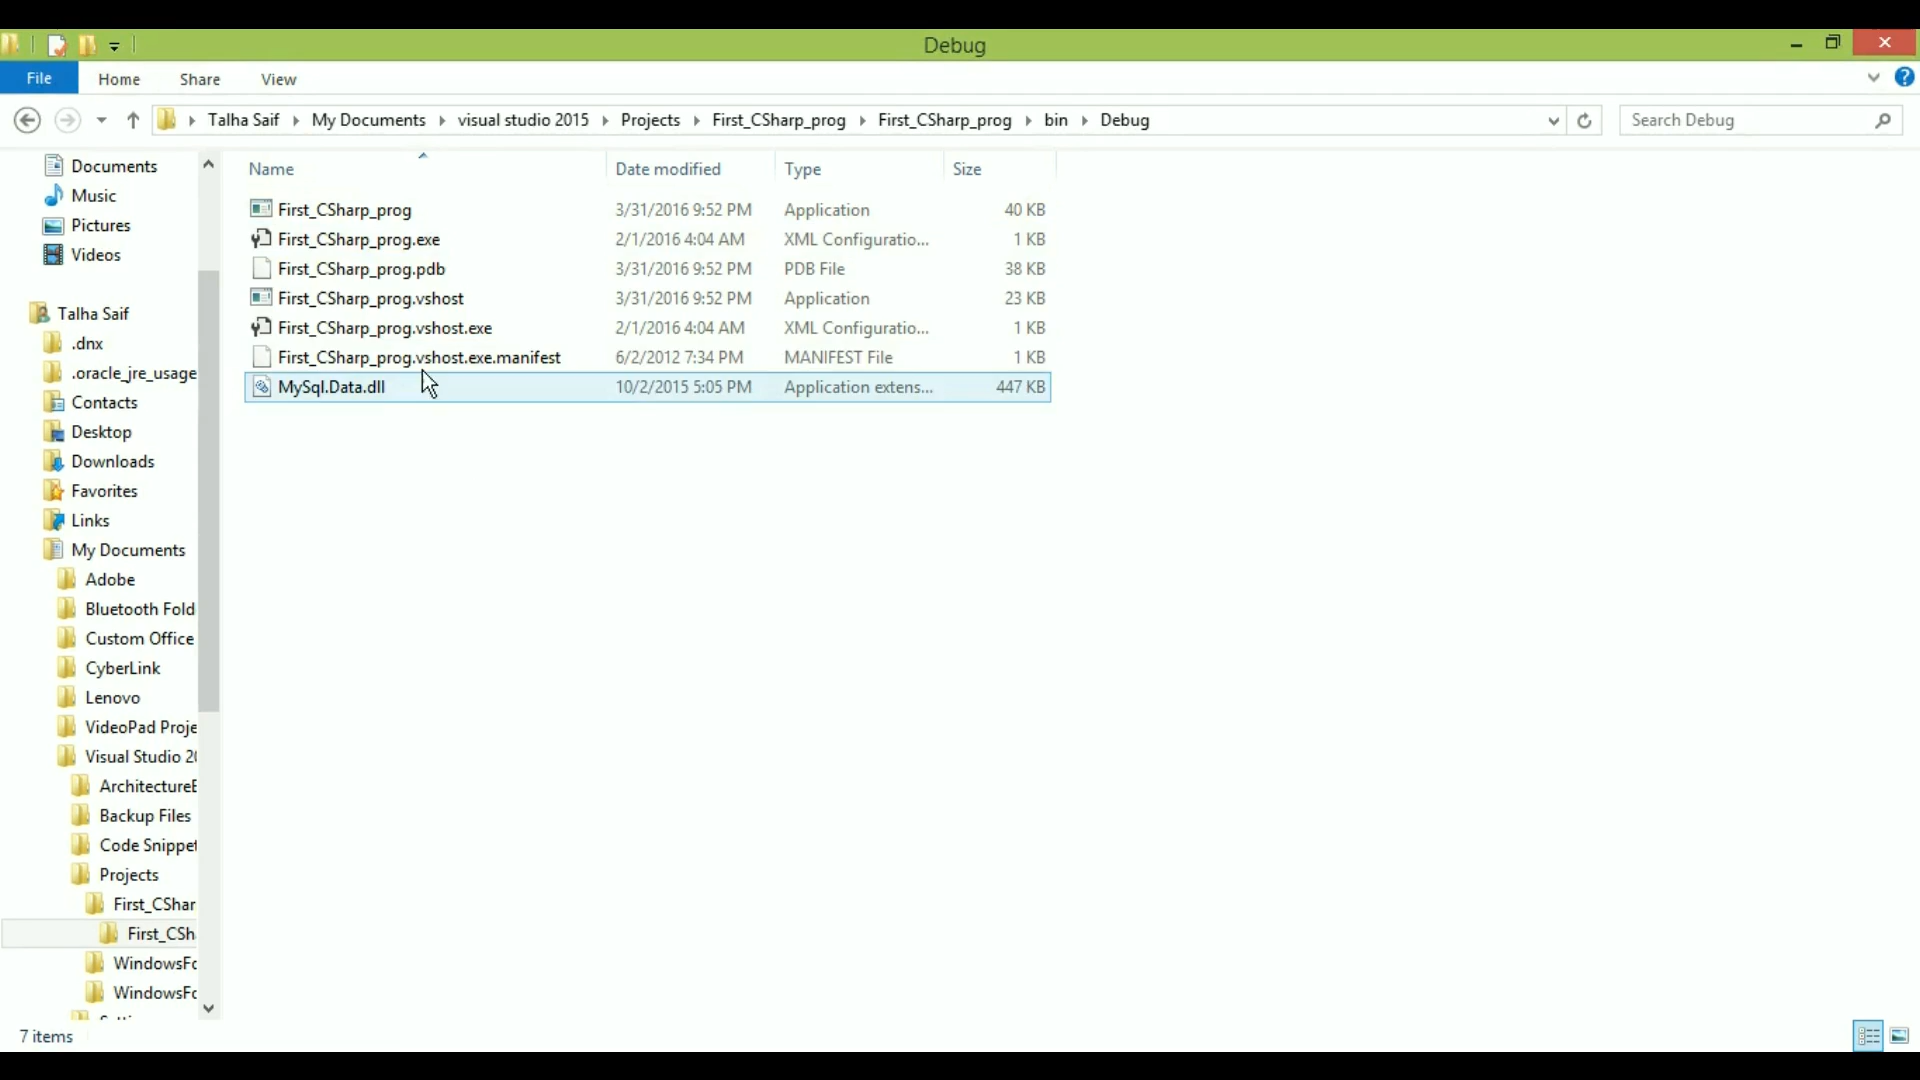 Debug
File Home Share View
Talha Saif My Documents visual studio 2015 Projects First_CSharp_prog First_CSharp_prog bin Debug Search Debug
Documents
Music
Pictures
Videos
Talha Saif
.dnx
.oracle_jre_usage
Contacts
Desktop
Downloads
Favorites
Links
My Documents
Adobe
Bluetooth Fold
Custom Office
CyberLink
Lenovo
VideoPad Proje
Visual Studio 20
ArchitectureE
Backup Files
Code Snippet
Projects
First_CShar
First_CSh
WindowsFo
WindowsFo
Name Date modified Type Size
First_CSharp_prog 3/31/2016 9:52 PM Application 40 KB
First_CSharp_prog.exe 2/1/2016 4:04 AM XML Configuratio... 1 KB
First_CSharp_prog.pdb 3/31/2016 9:52 PM PDB File 38 KB
First_CSharp_prog.vshost 3/31/2016 9:52 PM Application 23 KB
First_CSharp_prog.vshost.exe 2/1/2016 4:04 AM XML Configuratio... 1 KB
First_CSharp_prog.vshost.exe.manifest 6/2/2012 7:34 PM MANIFEST File 1 KB
MySql.Data.dll 10/2/2015 5:05 PM Application extens... 447 KB
7 items